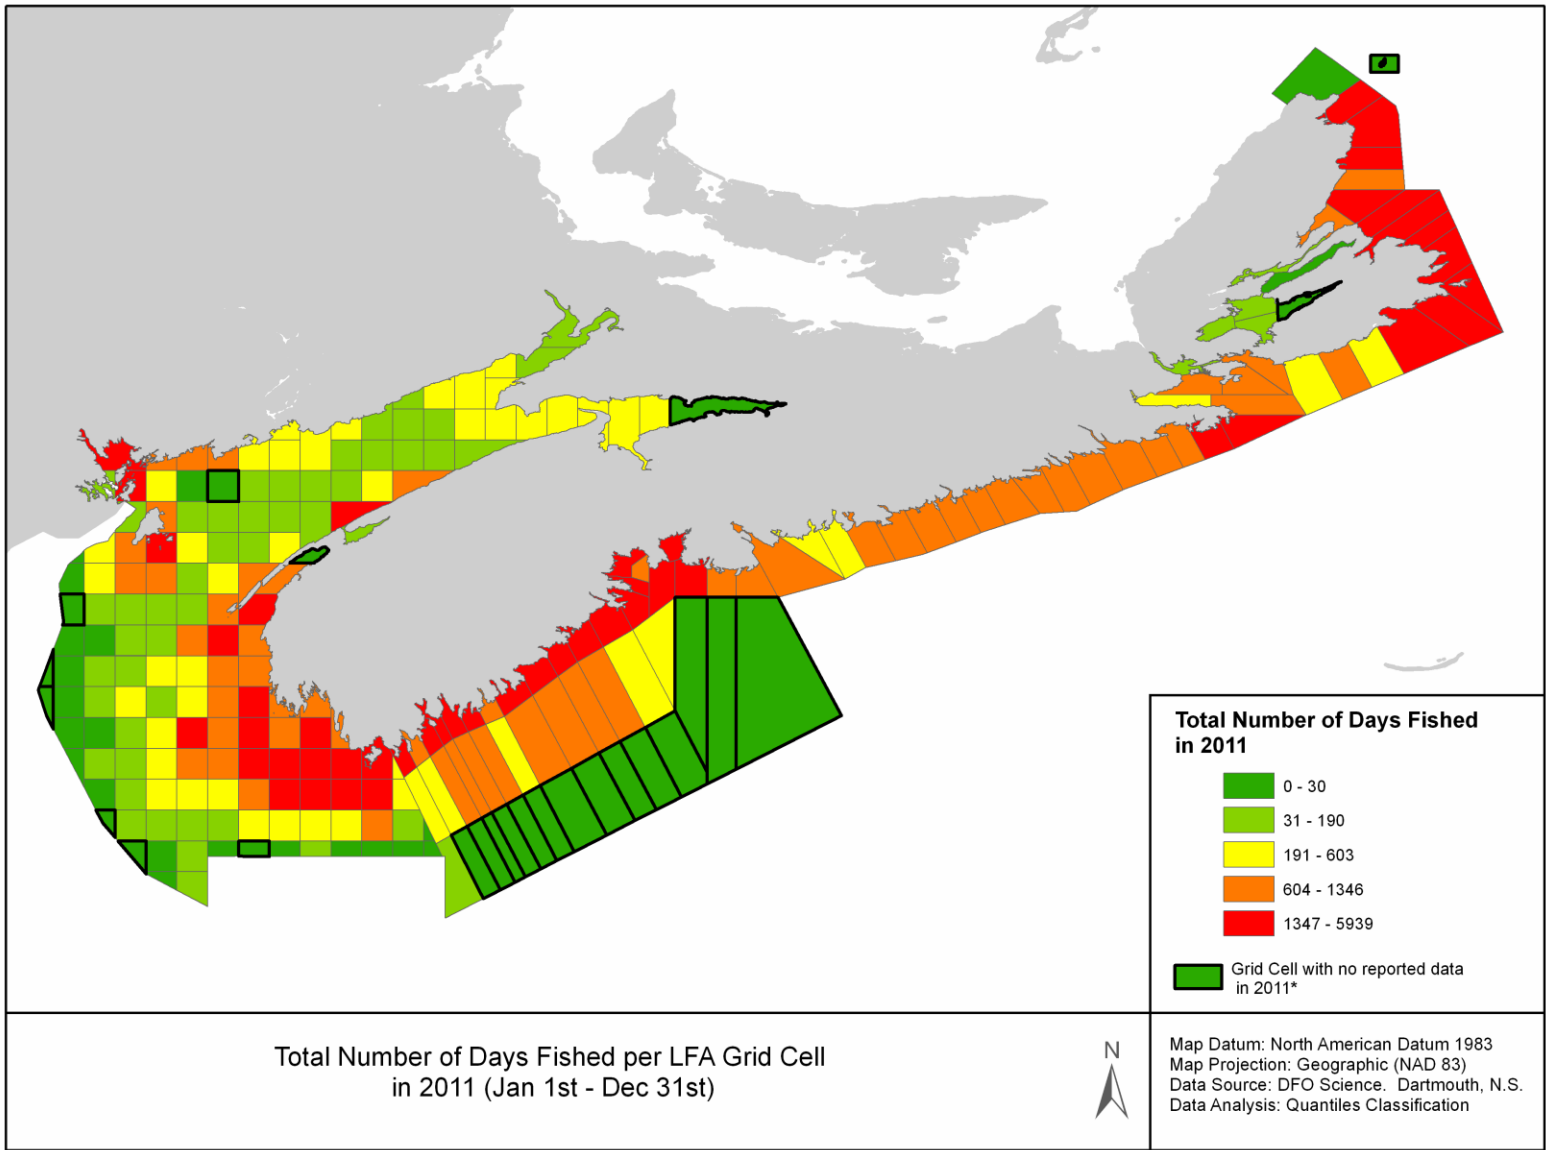 Total Number of Days Fished
in 2011
0 - 30
31 - 190
191 - 603
604 - 1346
1347 - 5939
Grid Cell with no reported data
in 2011*
Total Number of Days Fished per LFA Grid Cell
in 2011 (Jan 1st - Dec 31st)
N
Map Datum: North American Datum 1983
Map Projection: Geographic (NAD 83)
Data Source: DFO Science. Dartmouth, N.S.
Data Analysis: Quantiles Classification